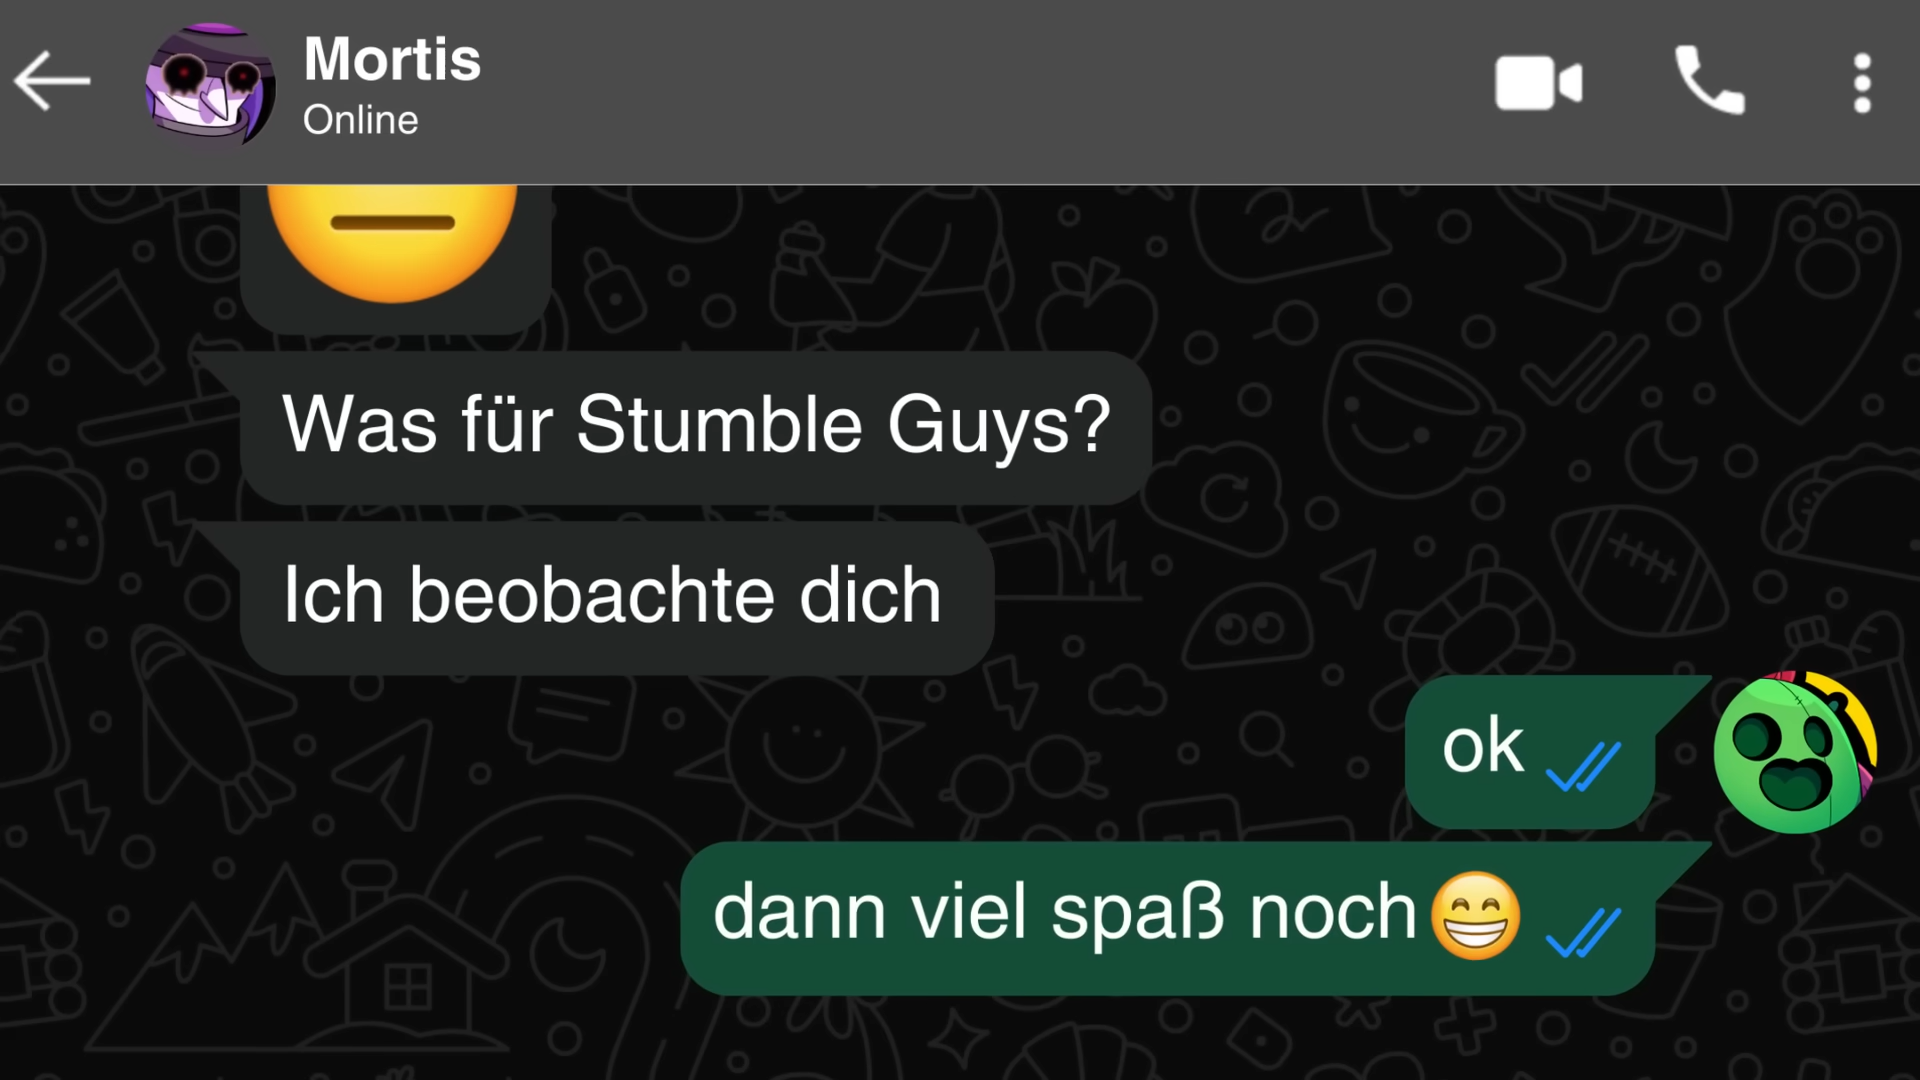 Mortis
Online
Was für Stumble Guys?
Ich beobachte dich
ok
dann viel spaß noch😁